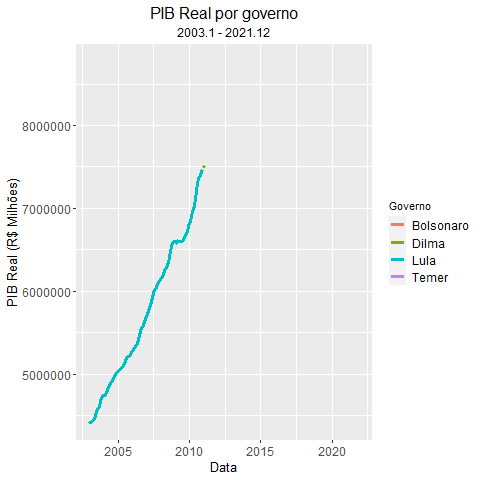 PIB Real por governo
2003.1 - 2021.12
PIB Real (R$ Milhões)
8000000
7000000
6000000
5000000
2005
2010
2015
2020
Data
Governo
Bolsonaro
Dilma
Lula
Temer